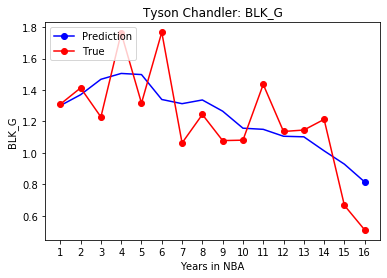 Tyson Chandler: BLK_G
Prediction
True
BLK_G
1.8
1.6
1.4
1.2
1.0
0.8
0.6
1 2 3 4 5 6 7 8 9 10 11 12 13 14 15 16
Years in NBA